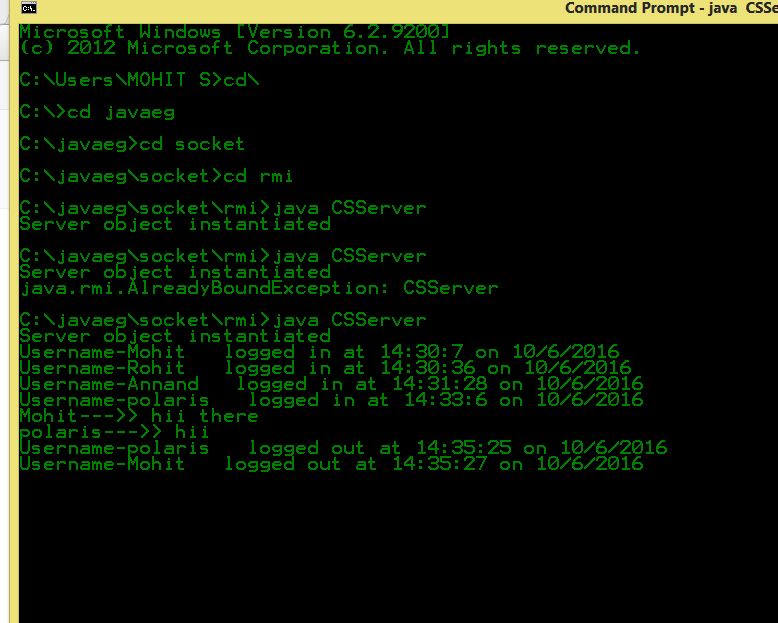 Command Prompt - java CSSe
Microsoft Windows [Version 6.2.9200]
(c) 2012 Microsoft Corporation. All rights reserved.
C:\Users\MOHIT S>cd\
C:\>cd javaeg
C:\javaeg>cd socket
C:\javaeg\socket>cd rmi
C:\javaeg\socket\rmi>java CSServer
Server object instantiated
C:\javaeg\socket\rmi>java CSServer
Server object instantiated
java.rmi.AlreadyBoundException: CSServer
C:\javaeg\socket\rmi>java CSServer
Server object instantiated
Username-Mohit   logged in at 14:30:7 on 10/6/2016
Username-Rohit   logged in at 14:30:36 on 10/6/2016
Username-Annand   logged in at 14:31:28 on 10/6/2016
Username-polaris   logged in at 14:33:6 on 10/6/2016
Mohit--->> hii there
polaris--->> hii
Username-polaris   logged out at 14:35:25 on 10/6/2016
Username-Mohit   logged out at 14:35:27 on 10/6/2016